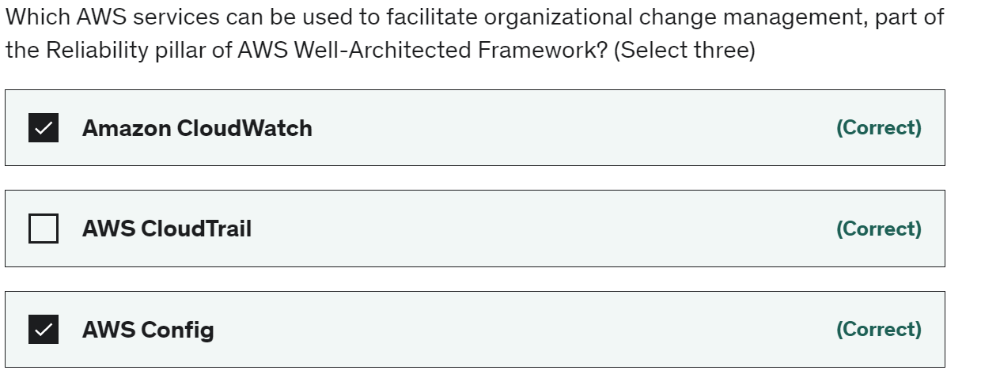 Which AWS services can be used to facilitate organizational change management, part of
the Reliability pillar of AWS Well-Architected Framework? (Select three)
Amazon CloudWatch (Correct)
AWS CloudTrail (Correct)
AWS Config (Correct)